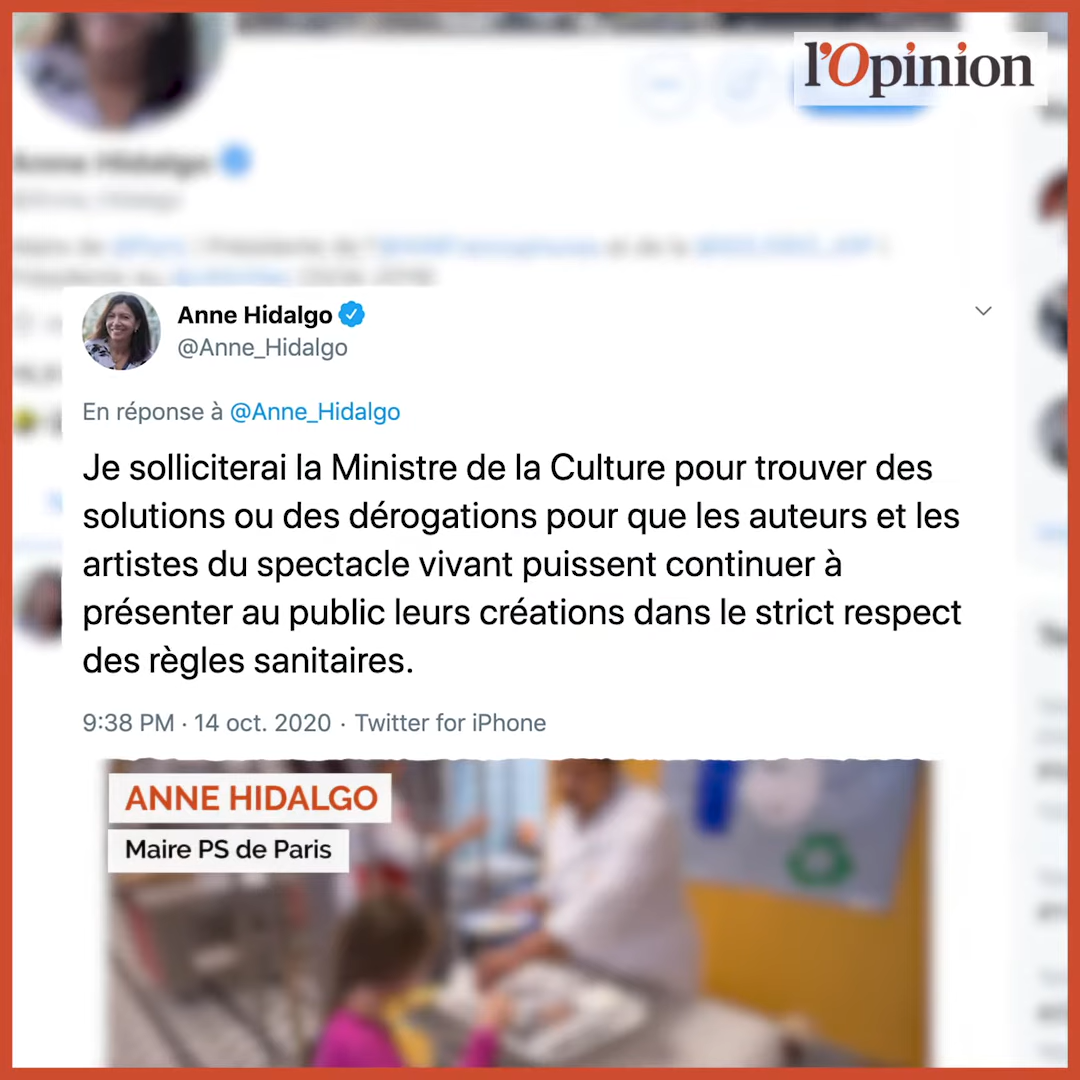 l'Opinion
Anne Hidalgo
@Anne_Hidalgo
En réponse à @Anne_Hidalgo
Je solliciterai la Ministre de la Culture pour trouver des
solutions ou des dérogations pour que les auteurs et les
artistes du spectacle vivant puissent continuer à
présenter au public leurs créations dans le strict respect
des règles sanitaires.
9:38 PM · 14 oct. 2020 · Twitter for iPhone
ANNE HIDALGO
Maire PS de Paris